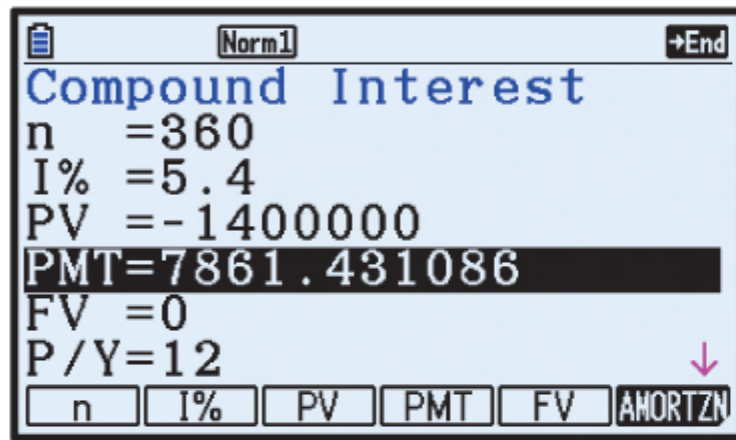 Norm1 →End
Compound Interest
n =360
I% =5.4
PV =-1400000
PMT=7861.431086
FV =0
P/Y=12 ↓
n I% PV PMT FV AMORTZN